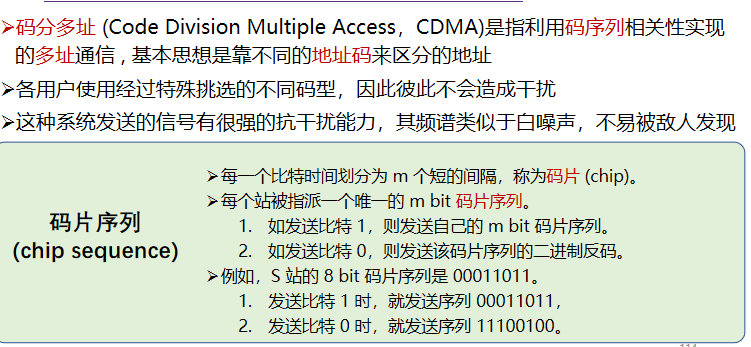 ➢码分多址 (Code Division Multiple Access，CDMA)是指利用码序列相关性实现
的多址通信 , 基本思想是靠不同的地址码来区分的地址
➢各用户使用经过特殊挑选的不同码型，因此彼此不会造成干扰
➢这种系统发送的信号有很强的抗干扰能力，其频谱类似于白噪声，不易被敌人发现
码片序列
(chip sequence)
➢每一个比特时间划分为 m 个短的间隔，称为码片 (chip)。
➢每个站被指派一个唯一的 m bit 码片序列。
1. 如发送比特 1，则发送自己的 m bit 码片序列。
2. 如发送比特 0，则发送该码片序列的二进制反码。
➢例如，S 站的 8 bit 码片序列是 00011011。
1. 发送比特 1 时，就发送序列 00011011，
2. 发送比特 0 时，就发送序列 11100100。